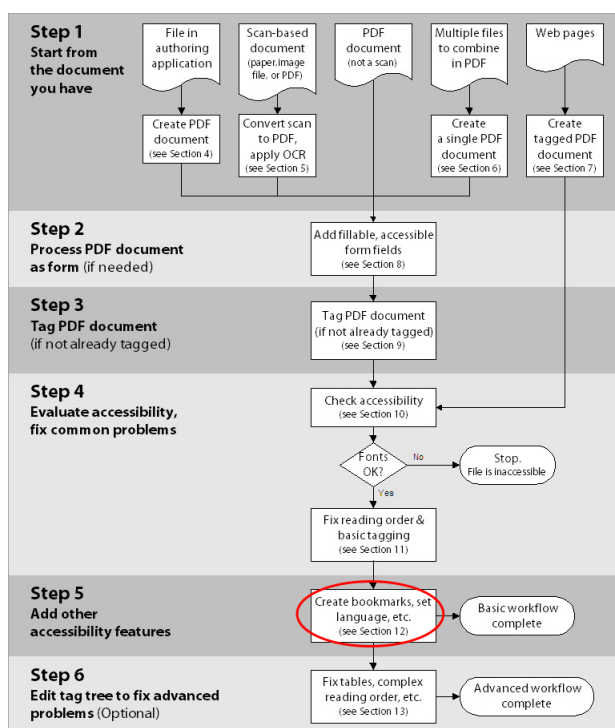 Step 1
Start from
the document
you have
File in
authoring
application
Scan-based
document
(paper, image
file, or PDF)
PDF
document
(not a scan)
Multiple files
to combine
in PDF
Web pages
Create PDF
document
(see Section 4)
Convert scan
to PDF,
apply OCR
(see Section 5)
Create
a single PDF
document
(see Section 6)
Create
tagged PDF
document
(see Section 7)
Step 2
Process PDF document
as form (if needed)
Add fillable, accessible
form fields
(see Section 8)
Step 3
Tag PDF document
(if not already tagged)
Tag PDF document
(if not already tagged)
(see Section 9)
Step 4
Evaluate accessibility,
fix common problems
Check accessibility
(see Section 10)
Fonts
OK?
No
Stop.
File is inaccessible
Yes
Fix reading order &
basic tagging
(see Section 11)
Step 5
Add other
accessibility features
Create bookmarks, set
language, etc.
(see Section 12)
Basic workflow
complete
Step 6
Edit tag tree to fix advanced
problems (Optional)
Fix tables, complex
reading order, etc.
(see Section 13)
Advanced workflow
complete